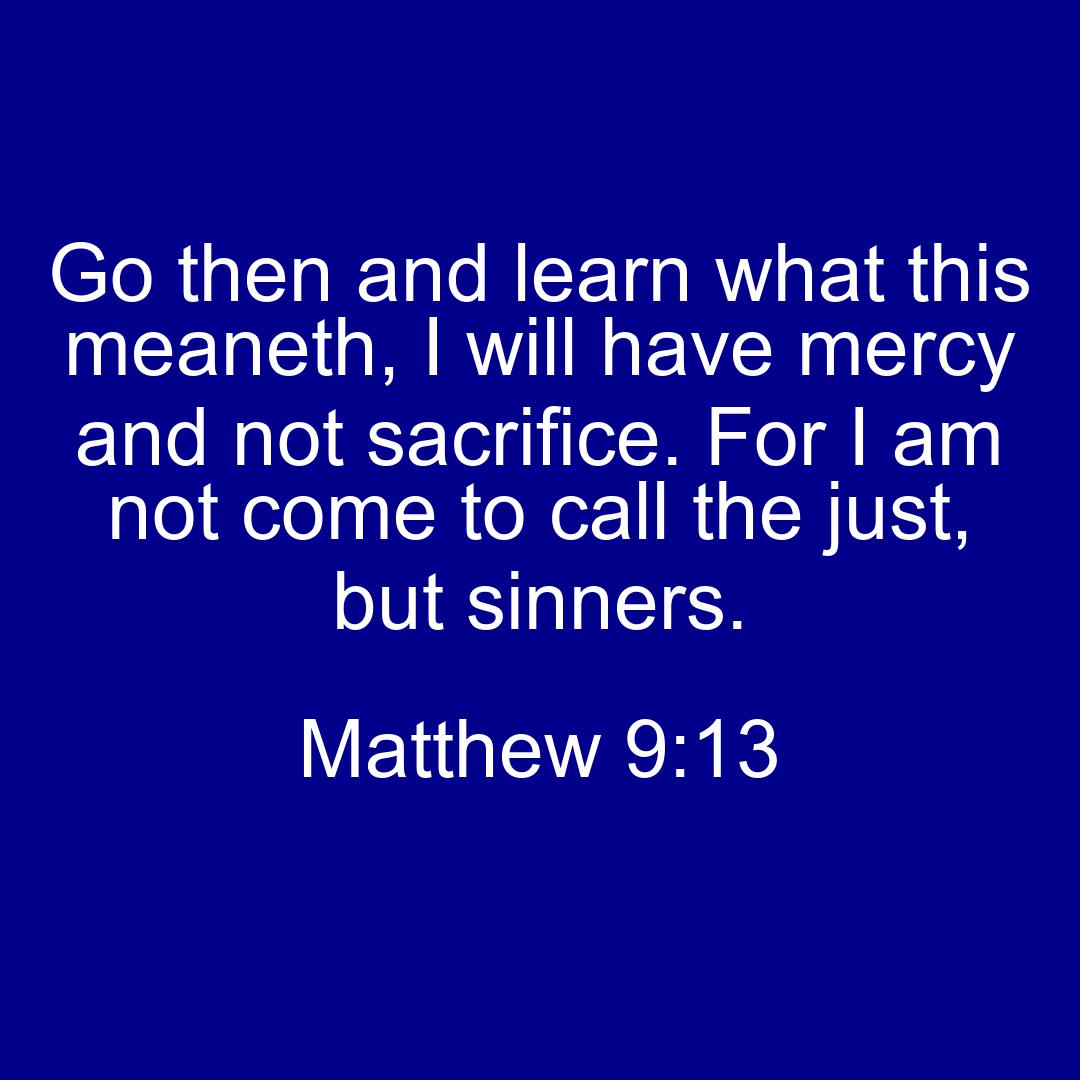 Go then and learn what this
meaneth, I will have mercy
and not sacrifice. For I am
not come to call the just,
but sinners.
Matthew 9:13